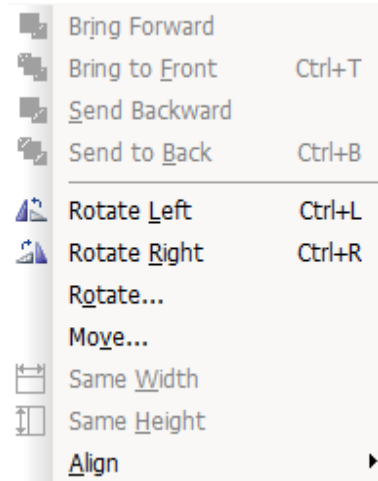 Bring Forward
Bring to Front Ctrl+T
Send Backward
Send to Back Ctrl+B
Rotate Left Ctrl+L
Rotate Right Ctrl+R
Rotate...
Move...
Same Width
Same Height
Align